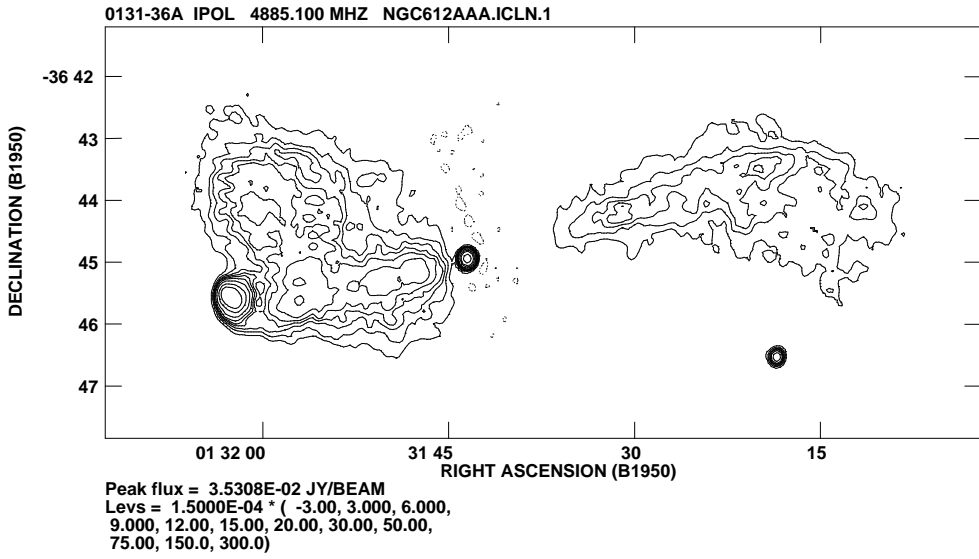 0131-36A IPOL 4885.100 MHZ NGC612AAA.ICLN.1
-36 42
43
44
45
46
47
DECLINATION (B1950)
01 32 00 31 45 30 15
RIGHT ASCENSION (B1950)
Peak flux = 3.5308E-02 JY/BEAM
Levs = 1.5000E-04 * ( -3.00, 3.000, 6.000,
9.000, 12.00, 15.00, 20.00, 30.00, 50.00,
75.00, 150.0, 300.0)